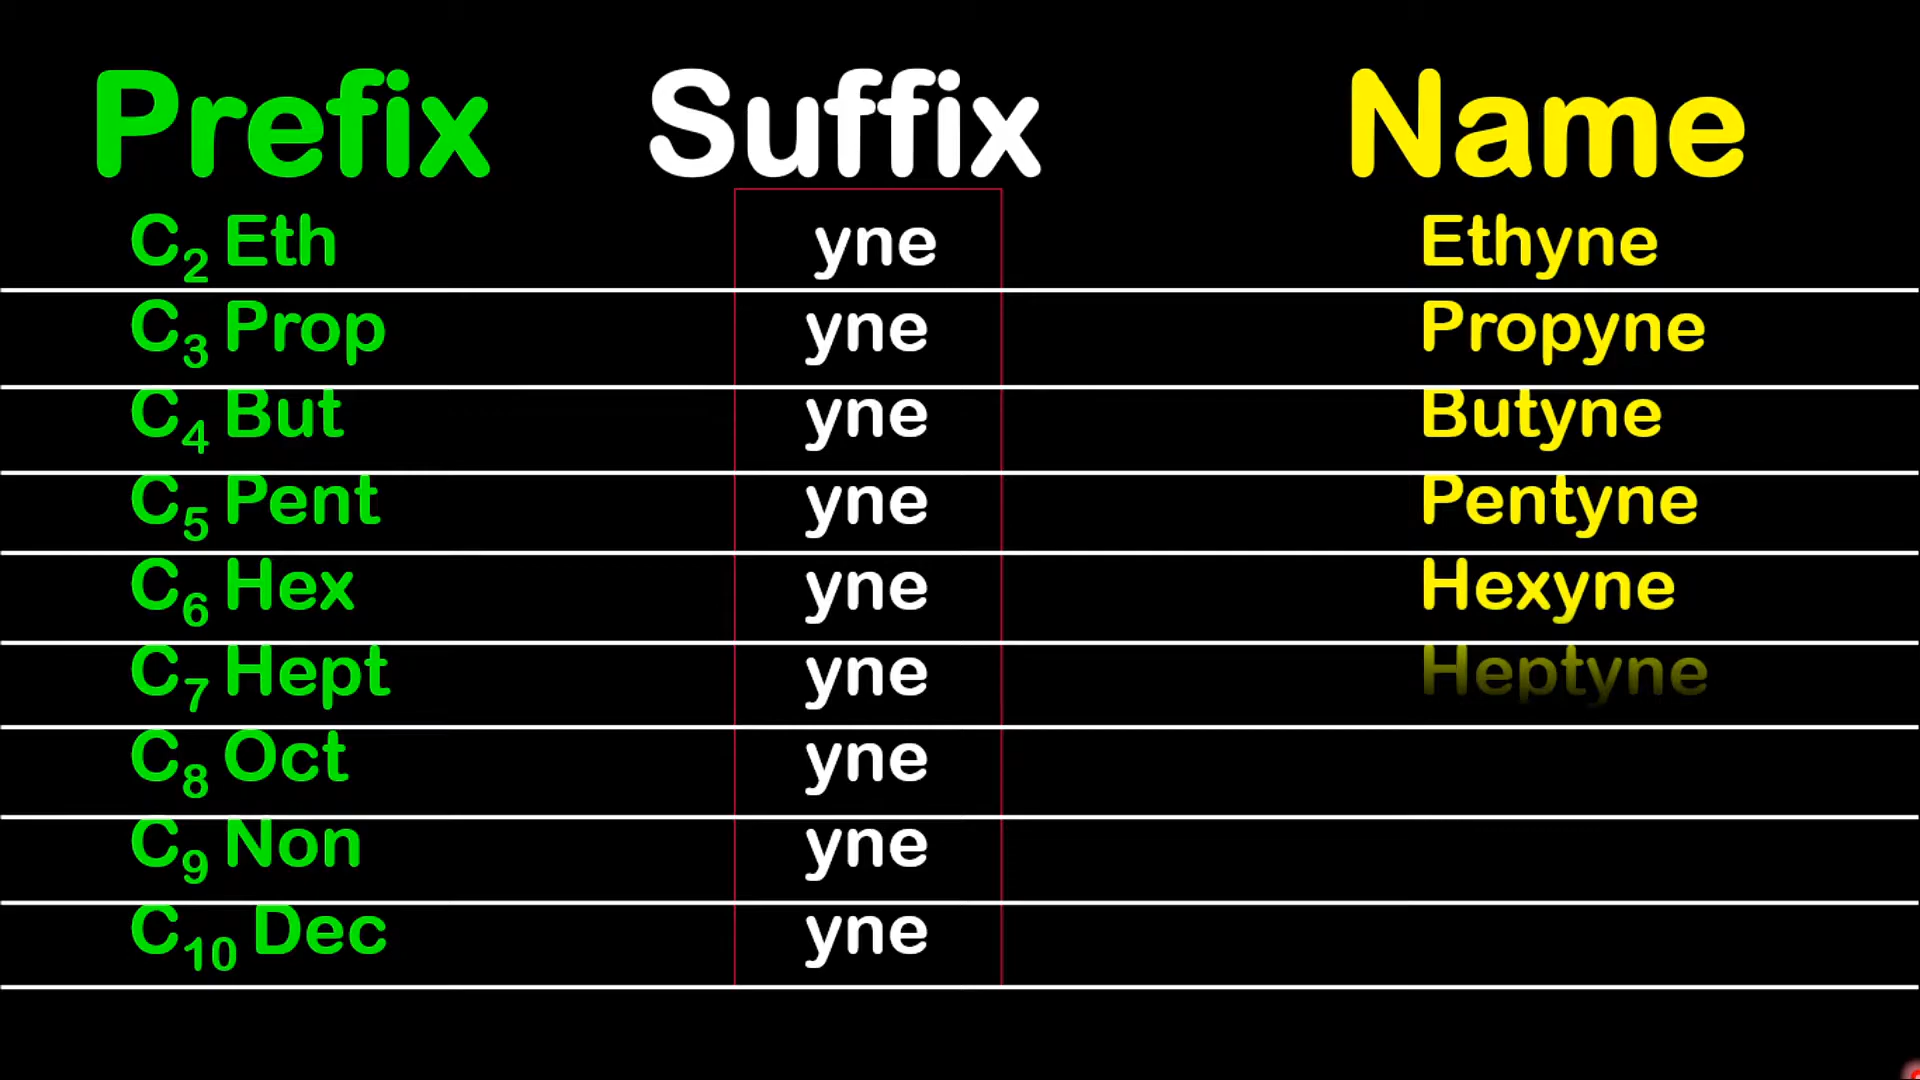 Prefix Suffix Name
C₂ Eth yne Ethyne
C₃ Prop yne Propyne
C₄ But yne Butyne
C₅ Pent yne Pentyne
C₆ Hex yne Hexyne
C₇ Hept yne Heptyne
C₈ Oct yne
C₉ Non yne
C₁₀ Dec yne